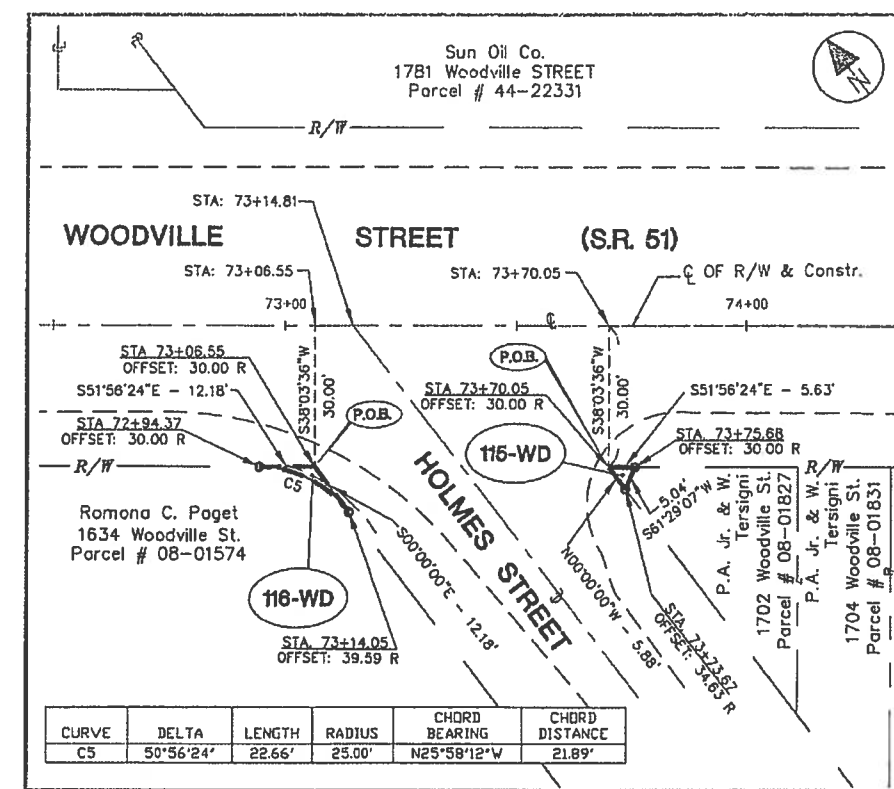 Sun Oil Co.
1781 Woodville STREET
Parcel # 44-22331
N
R/W
STA: 73+14.81
WOODVILLE STREET (S.R. 51)
STA: 73+06.55
STA: 73+70.05
℄ OF R/W & Constr.
73+00
74+00
℄
STA 73+06.55
OFFSET: 30.00 R
S51°56'24"E - 12.18'
STA 72+94.37
OFFSET: 30.00 R
S38°03'36"W
30.00'
P.O.B.
P.O.B.
STA 73+70.05
OFFSET: 30.00 R
S38°03'36"W
30.00'
S51°56'24"E - 5.63'
STA 73+75.68
OFFSET: 30.00 R
115-WD
R/W
C5
R/W
5.04'
S61°29'07"W
HOLMES STREET
Romona C. Paget
1634 Woodville St.
Parcel # 08-01574
116-WD
S00°00'00"E - 12.18'
N00°00'00"W - 5.88'
STA 73+73.67
OFFSET: 34.63 R
P.A. Jr. & W.
Tersigni
1702 Woodville St.
Parcel # 08-01827
P.A. Jr. & W.
Tersigni
1704 Woodville St.
Parcel # 08-01831
STA. 73+14.05
OFFSET: 39.59 R
CURVE DELTA LENGTH RADIUS CHORD BEARING CHORD DISTANCE
C5 50°56'24" 22.66' 25.00' N25°58'12"W 21.89'